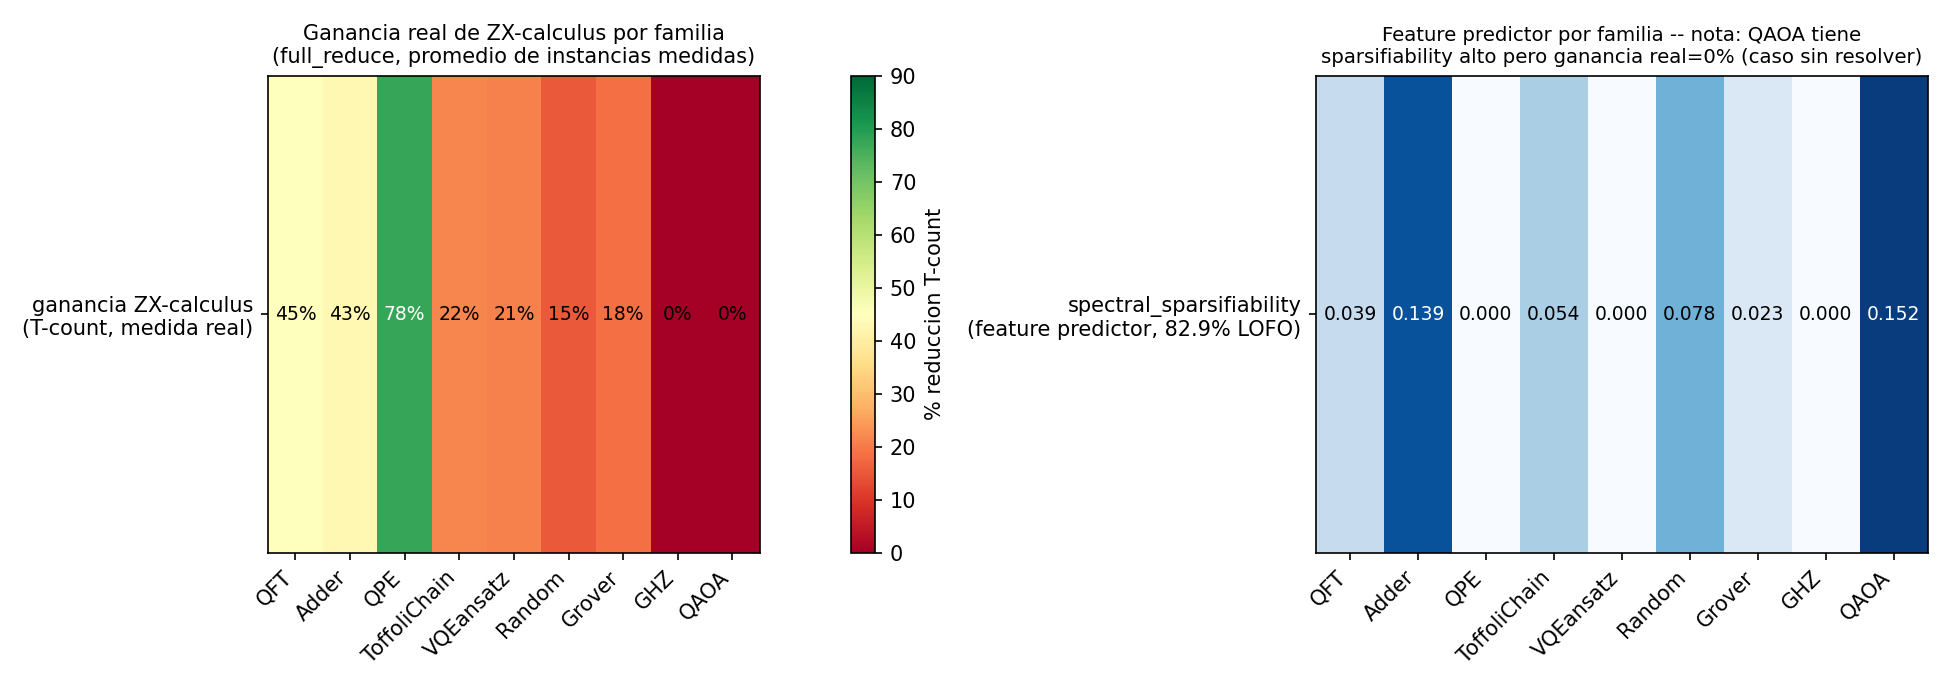 Ganancia real de ZX-calculus por familia
(full_reduce, promedio de instancias medidas)
ganancia ZX-calculus
(T-count, medida real)
45% 43% 78% 22% 21% 15% 18% 0% 0%
QFT
Adder
QPE
ToffoliChain
VQEansatz
Random
Grover
GHZ
QAOA
90
80
70
60
50
40
30
20
10
0
% reduccion T-count
Feature predictor por familia -- nota: QAOA tiene
sparsifiability alto pero ganancia real=0% (caso sin resolver)
spectral_sparsifiability
(feature predictor, 82.9% LOFO)
0.039 0.139 0.000 0.054 0.000 0.078 0.023 0.000 0.152
QFT
Adder
QPE
ToffoliChain
VQEansatz
Random
Grover
GHZ
QAOA